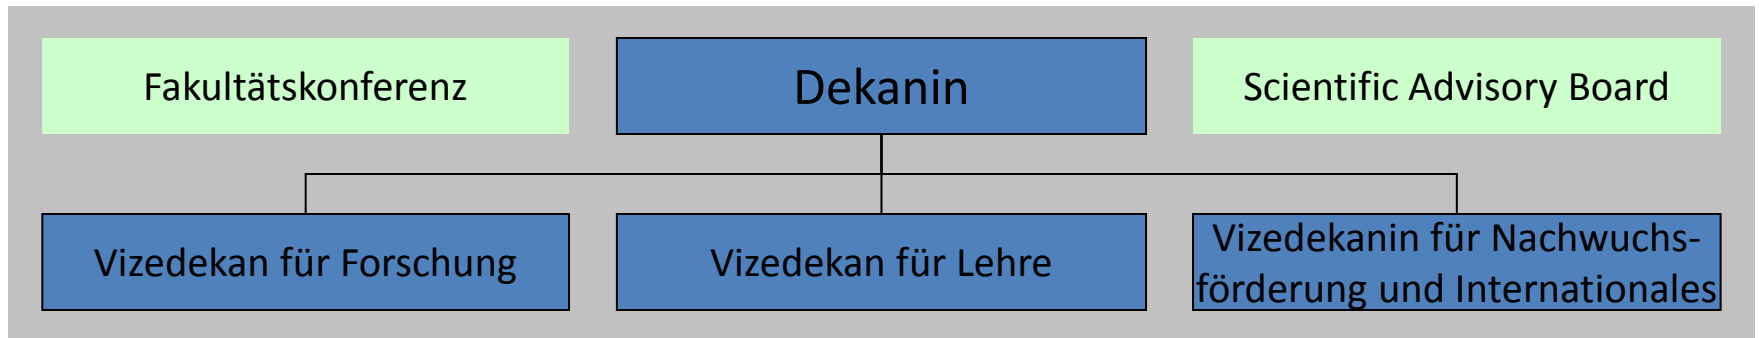 Fakultätskonferenz
Dekanin
Scientific Advisory Board
Vizedekan für Forschung
Vizedekan für Lehre
Vizedekanin für Nachwuchs-
förderung und Internationales